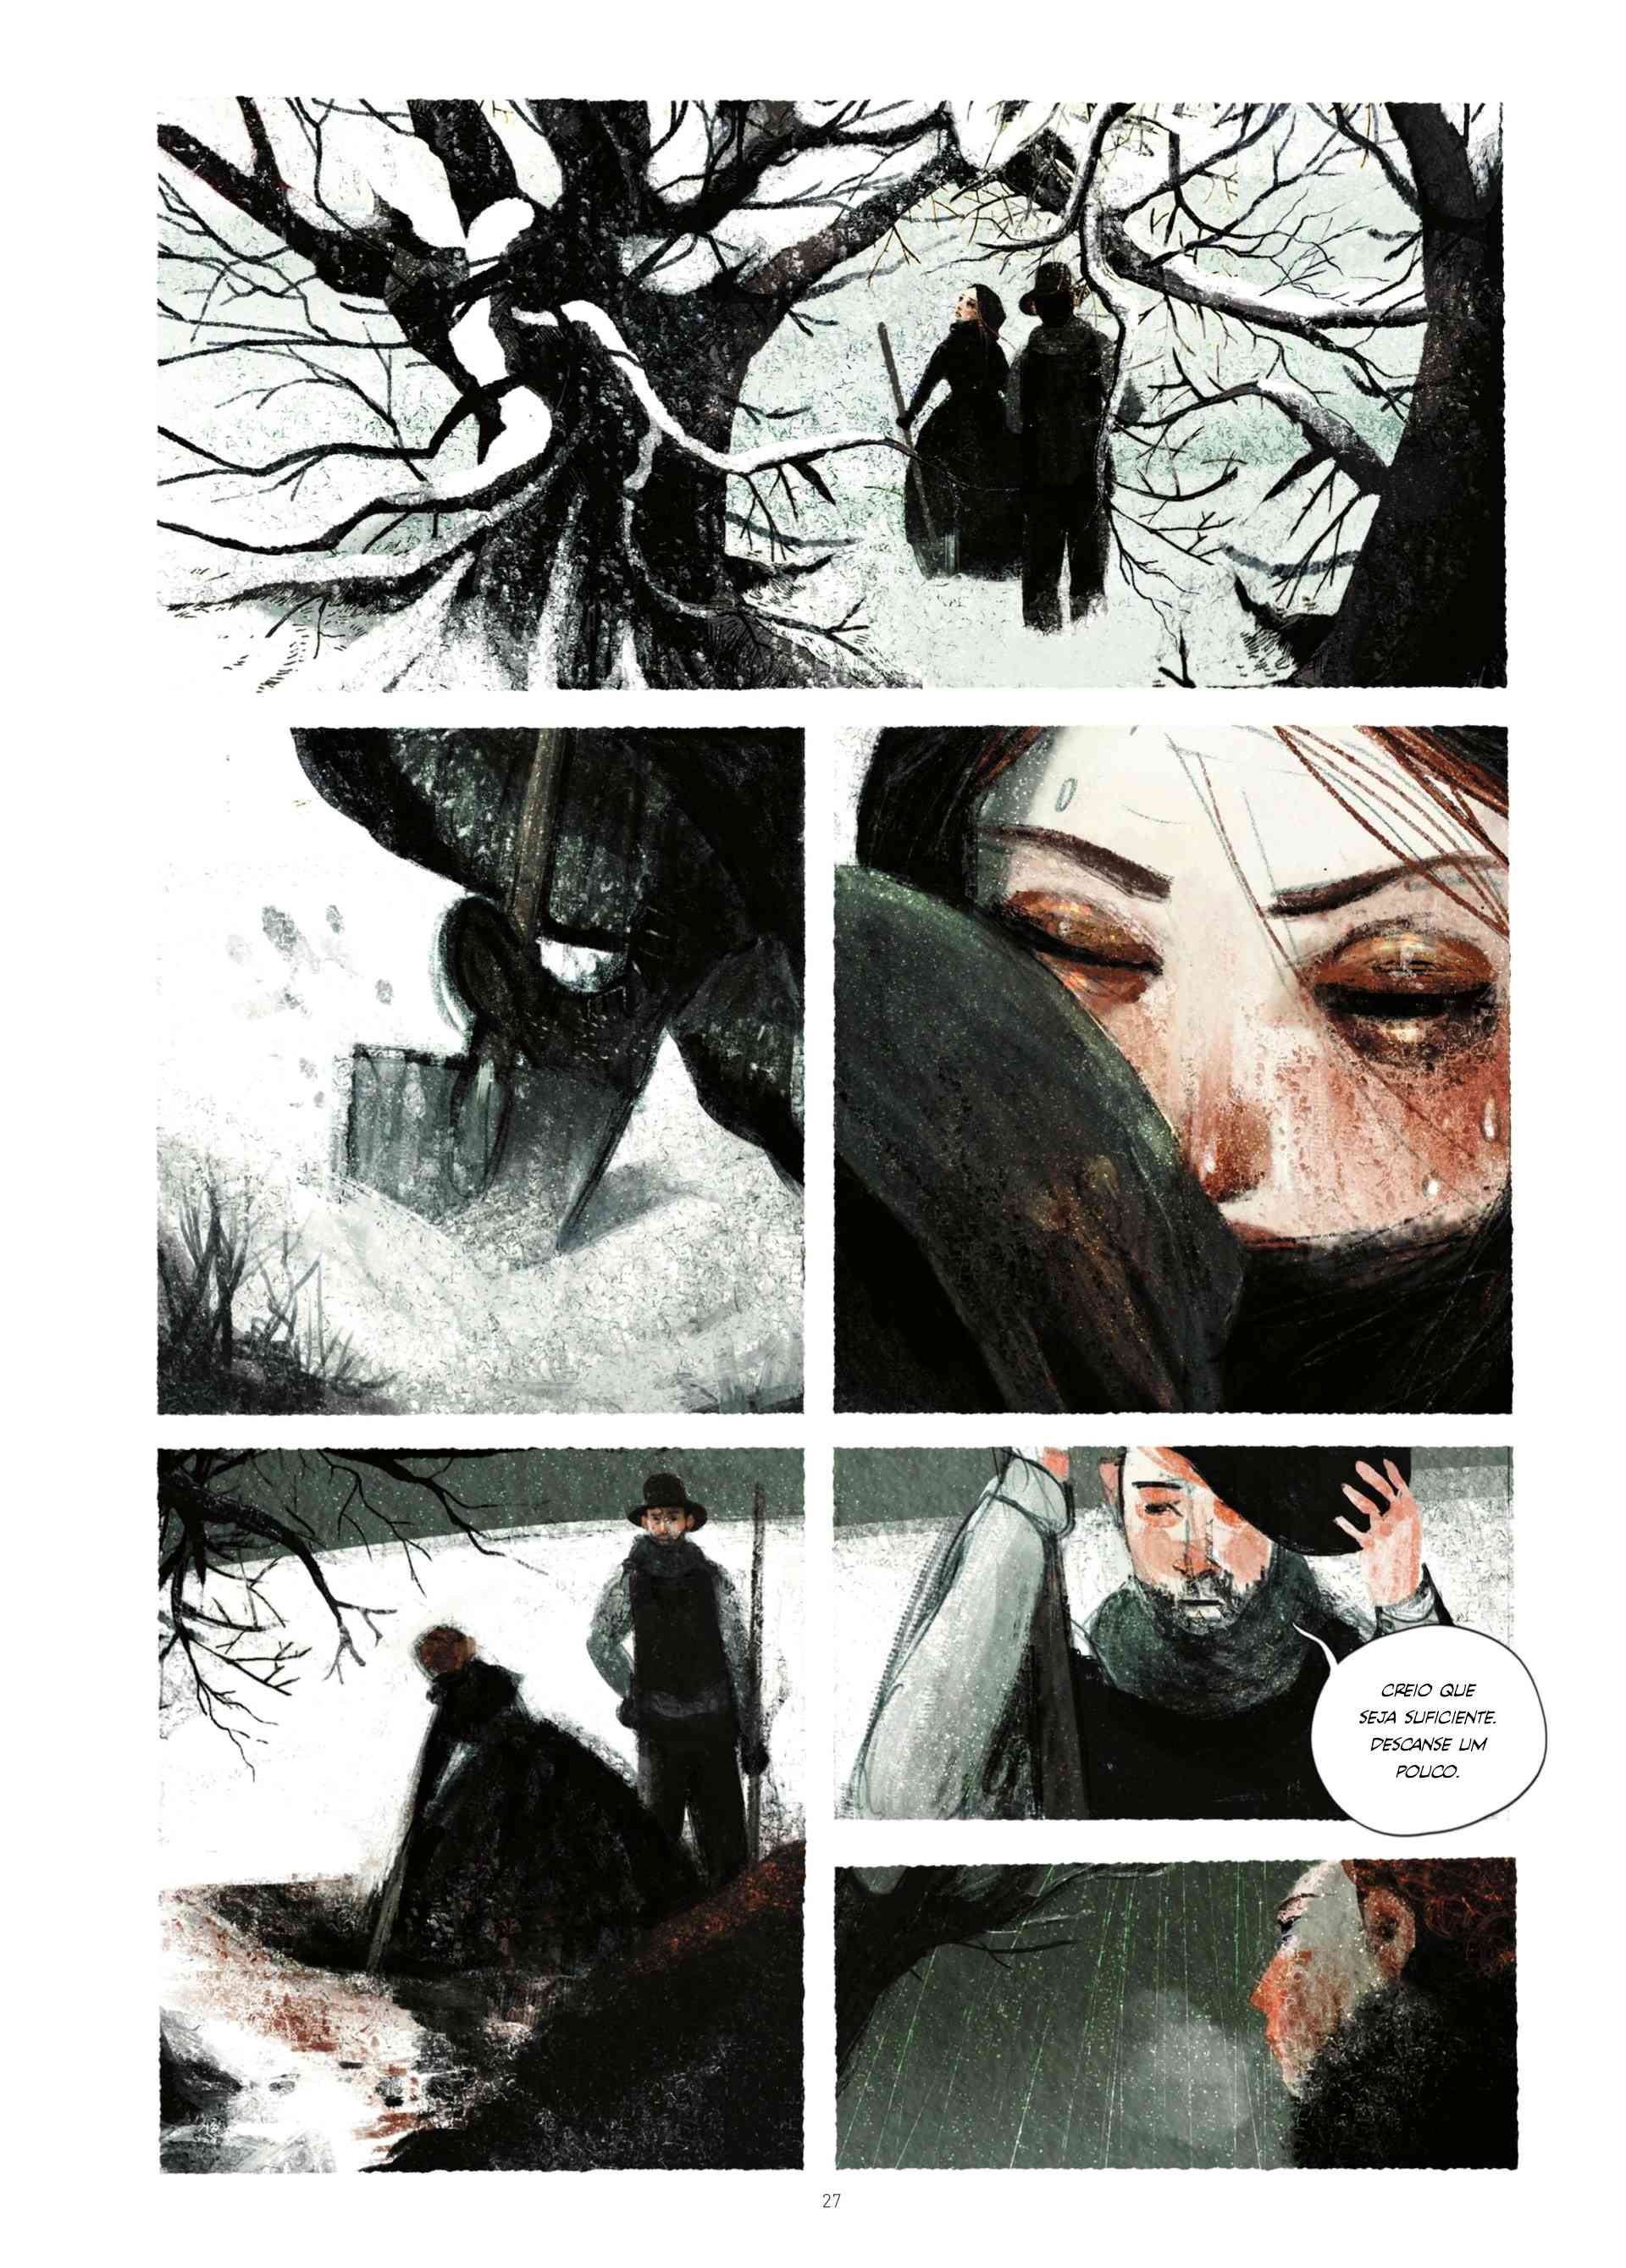 CREIO QUE
SEJA SUFICIENTE.
DESCANSE UM
POUCO.
27